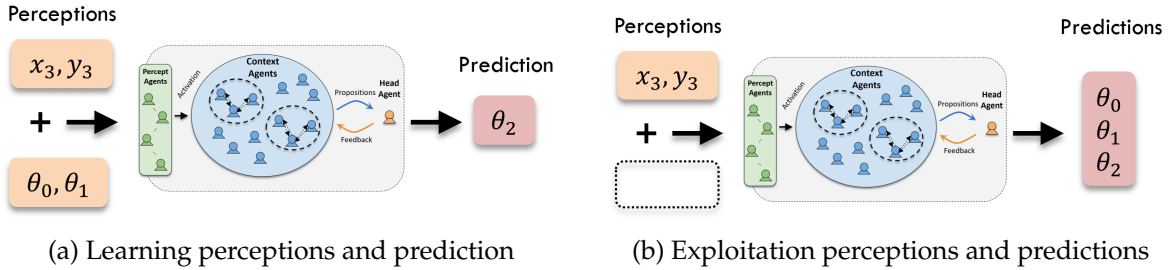 Perceptions
x₃, y₃
+
θ₀, θ₁
Percept
Agents
Activation
Context
Agents
Propositions
Feedback
Head
Agent
Prediction
θ₂
(a) Learning perceptions and prediction
Perceptions
x₃, y₃
+
Percept
Agents
Activation
Context
Agents
Propositions
Feedback
Head
Agent
Predictions
θ₀
θ₁
θ₂
(b) Exploitation perceptions and predictions